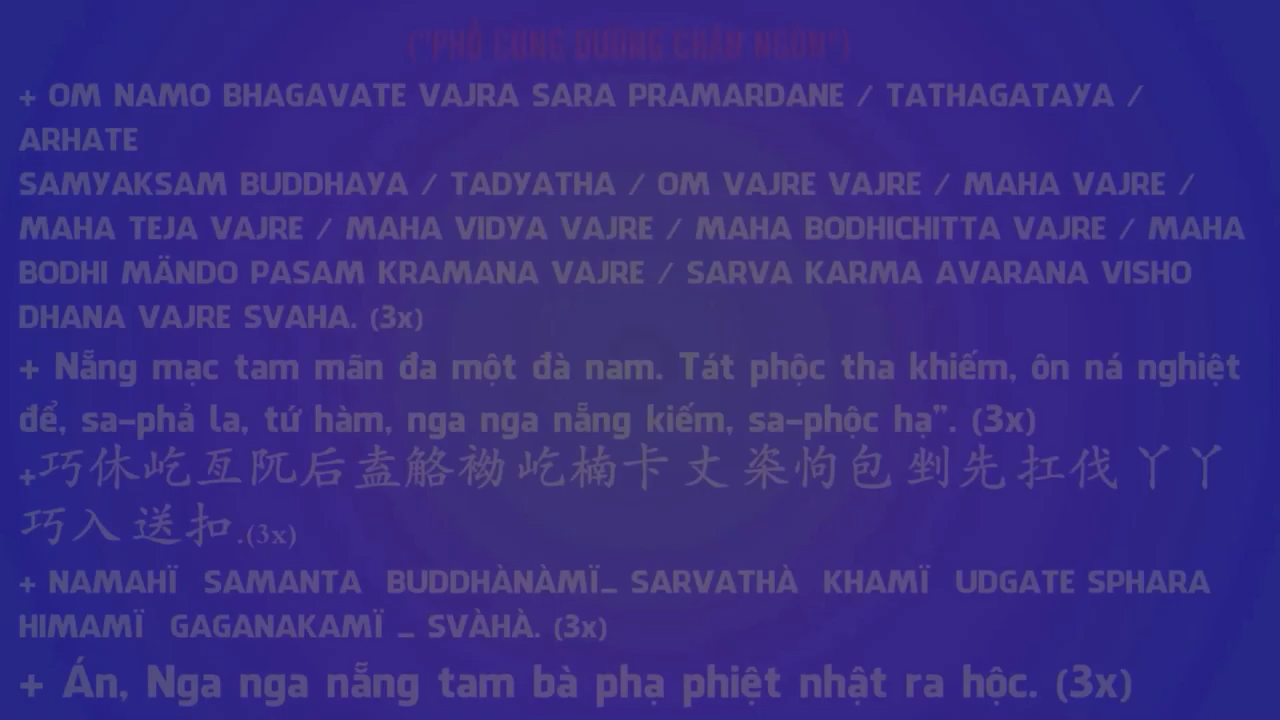 ("PHỔ CÚNG DƯỜNG CHÂN NGÔN")
+ OM NAMO BHAGAVATE VAJRA SARA PRAMARDANE / TATHAGATAYA /
ARHATE
SAMYAKSAM BUDDHAYA / TADYATHA / OM VAJRE VAJRE / MAHA VAJRE /
MAHA TEJA VAJRE / MAHA VIDYA VAJRE / MAHA BODHICHITTA VAJRE / MAHA
BODHI MÄNDO PASAM KRAMANA VAJRE / SARVA KARMA AVARANA VISHO
DHANA VAJRE SVAHA. (3x)
+ Nẵng mạc tam mãn đa một đà nam. Tát phộc tha khiếm, ôn ná nghiệt
để, sa-phả la, tứ hàm, nga nga nẵng kiếm, sa-phộc hạ". (3x)
+巧休屹亙阢后盍觡袎屹楠卡丈桼恦包剉先扛伐丫丫
巧入送扣.(3x)
+ NAMAHÏ SAMANTA BUDDHÀNÀMÏ_ SARVATHÀ KHAMÏ UDGATE SPHARA
HIMAMÏ GAGANAKAMÏ _ SVÀHÀ. (3x)
+ Án, Nga nga nẵng tam bà phạ phiệt nhật ra hộc. (3x)